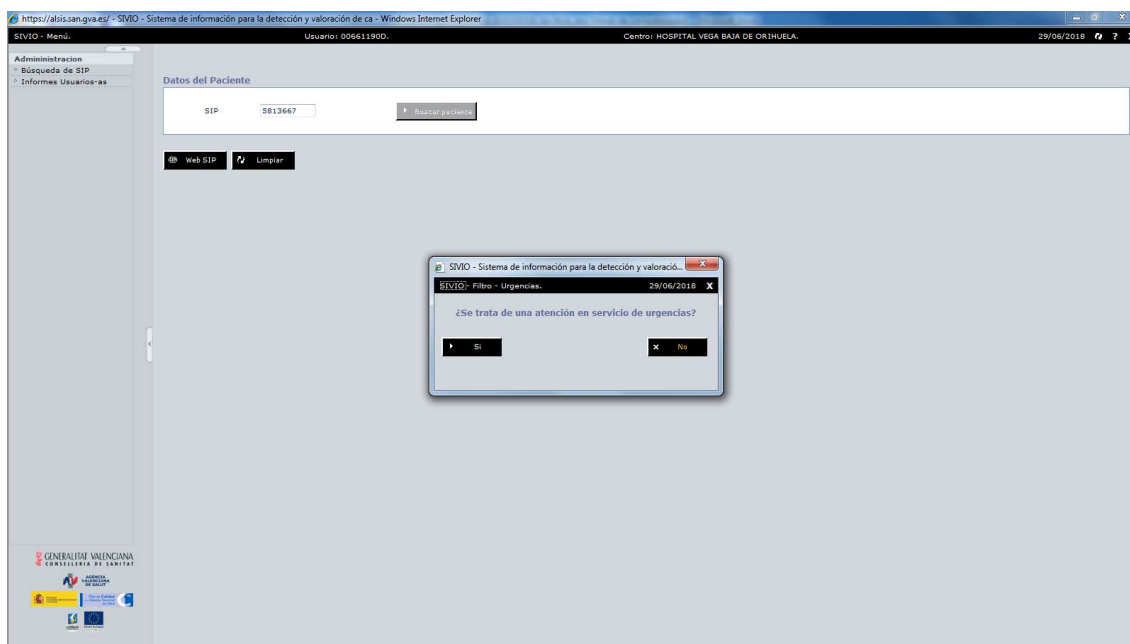 https://alsis.san.gva.es/ - SIVIO - Sistema de información para la detección y valoración de ca - Windows Internet Explorer
SIVIO - Menú. Usuario: 00661190D. Centro: HOSPITAL VEGA BAJA DE ORIHUELA. 29/06/2018 ?
Admininistracion
Búsqueda de SIP
Informes Usuarios-as
Datos del Paciente
SIP 5813667 Buscar paciente
Web SIP Limpiar
SIVIO - Sistema de información para la detección y valoració...
SIVIO - Filtro - Urgencias. 29/06/2018 X
¿Se trata de una atención en servicio de urgencias?
Si No
GENERALITAT VALENCIANA
CONSELLERIA DE SANITAT
AGÈNCIA
VALENCIANA
DE SALUT